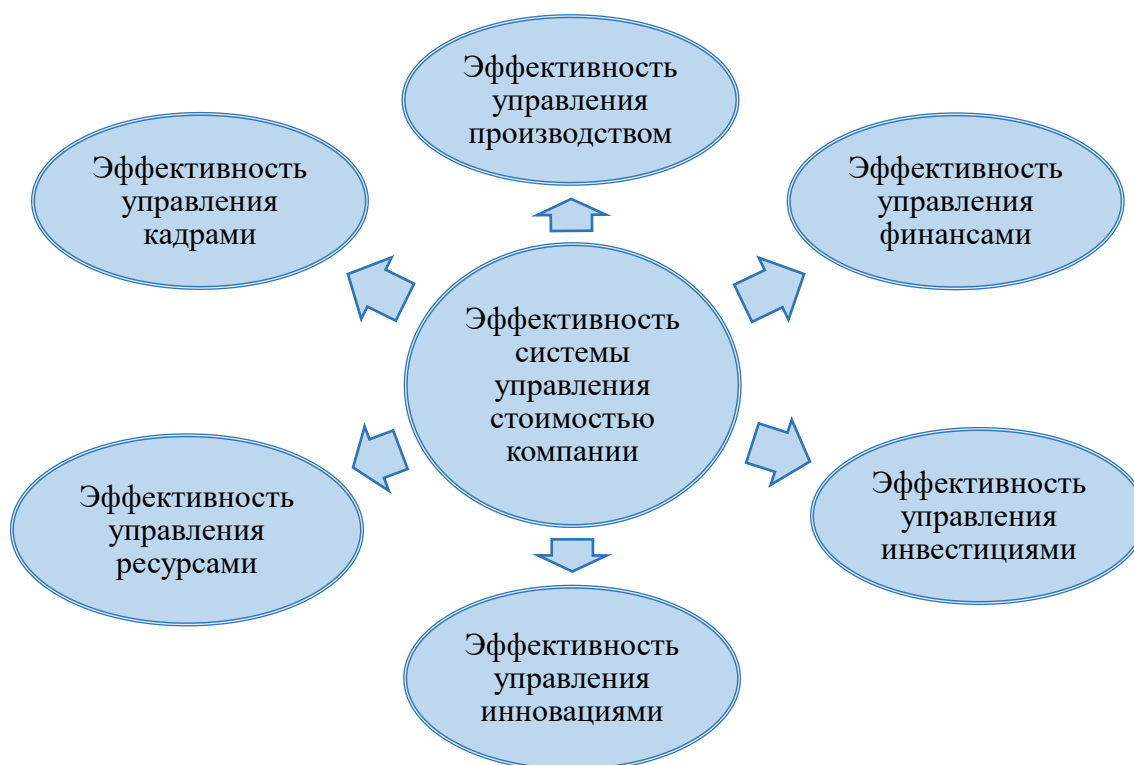 Эффективность
управления
производством
Эффективность
управления
кадрами
Эффективность
управления
финансами
Эффективность
системы
управления
стоимостью
компании
Эффективность
управления
ресурсами
Эффективность
управления
инвестициями
Эффективность
управления
инновациями